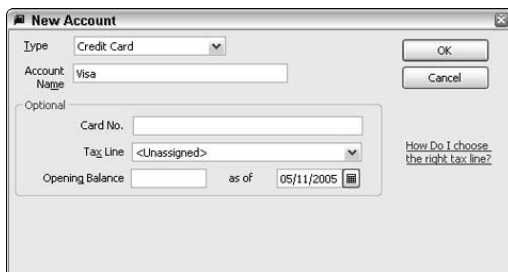 New Account
Type Credit Card
OK
Account Name Visa
Cancel
Optional
Card No.
Tax Line <Unassigned>
How Do I choose
the right tax line?
Opening Balance as of 05/11/2005